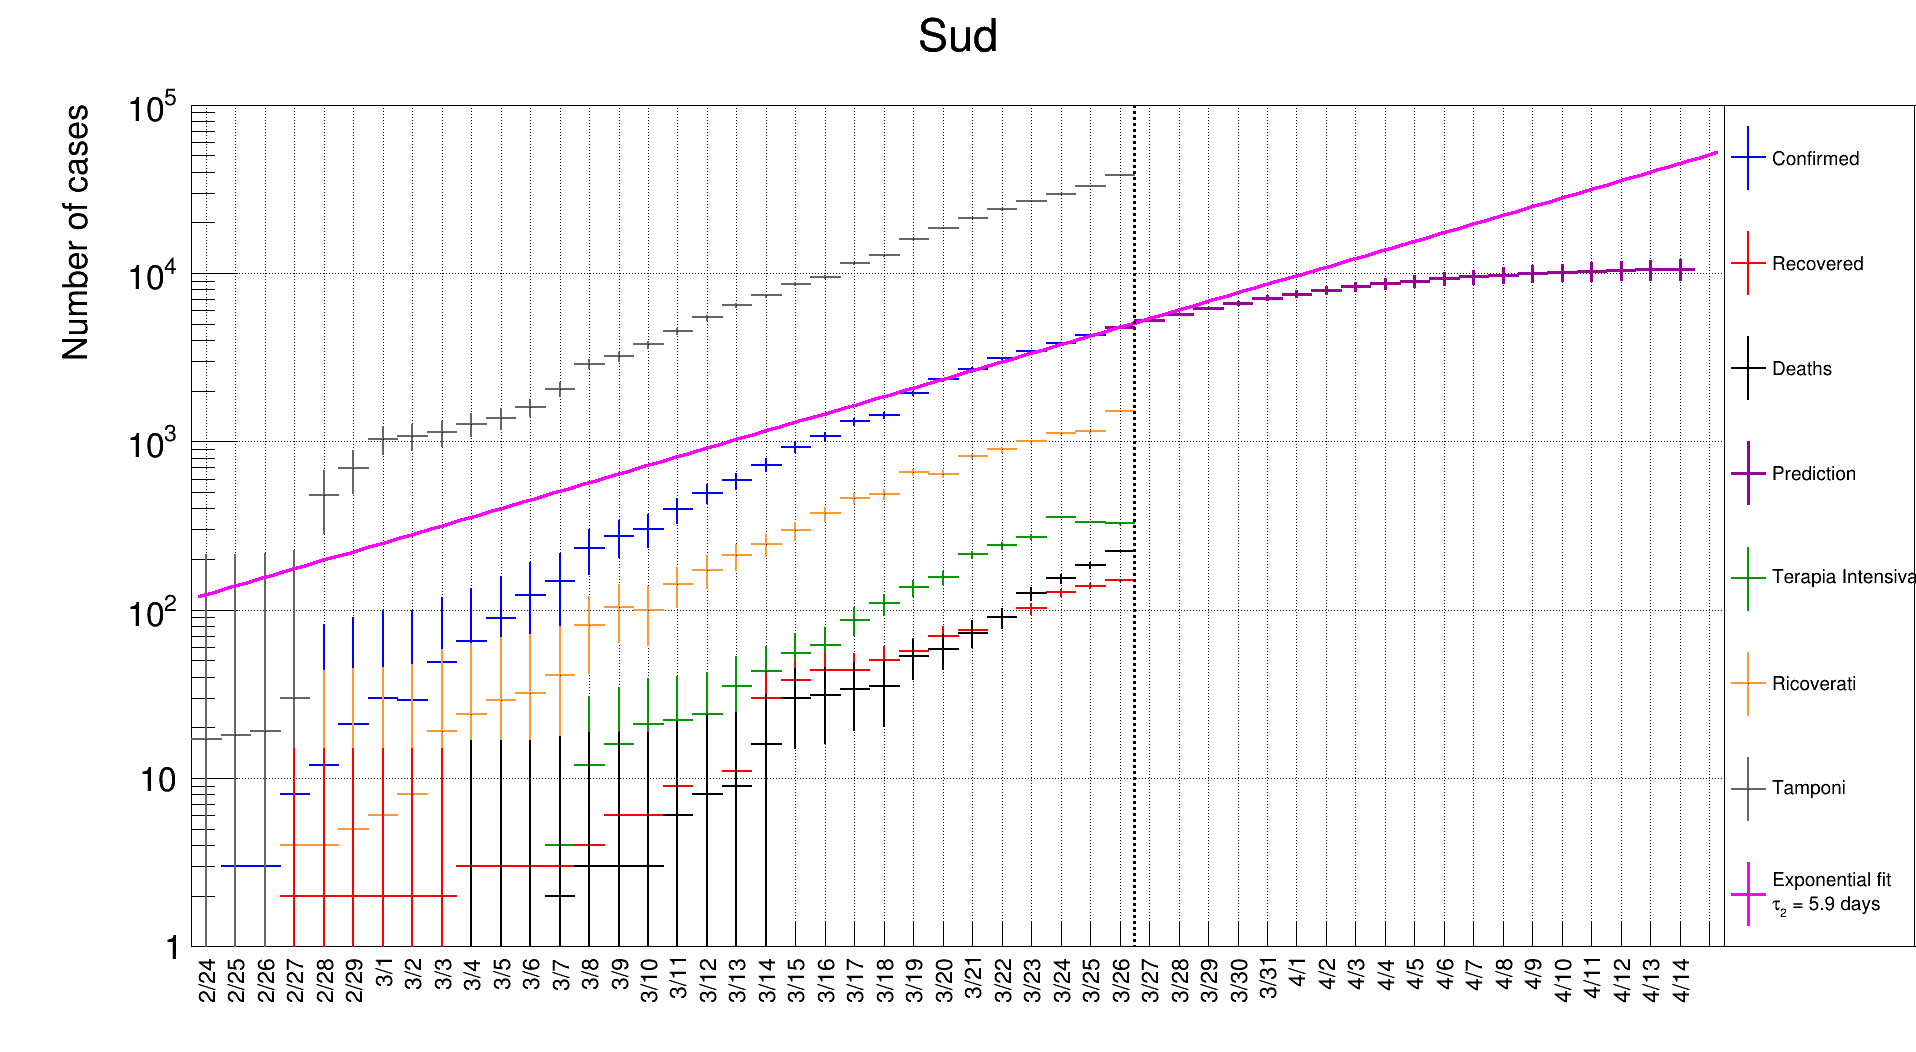 Sud
Number of cases
10^5
10^4
10^3
10^2
10
1
2/24 2/25 2/26 2/27 2/28 2/29 3/1 3/2 3/3 3/4 3/5 3/6 3/7 3/8 3/9 3/10 3/11 3/12 3/13 3/14 3/15 3/16 3/17 3/18 3/19 3/20 3/21 3/22 3/23 3/24 3/25 3/26 3/27 3/28 3/29 3/30 3/31 4/1 4/2 4/3 4/4 4/5 4/6 4/7 4/8 4/9 4/10 4/11 4/12 4/13 4/14
Confirmed
Recovered
Deaths
Prediction
Terapia Intensiva
Ricoverati
Tamponi
Exponential fit
τ₂ = 5.9 days